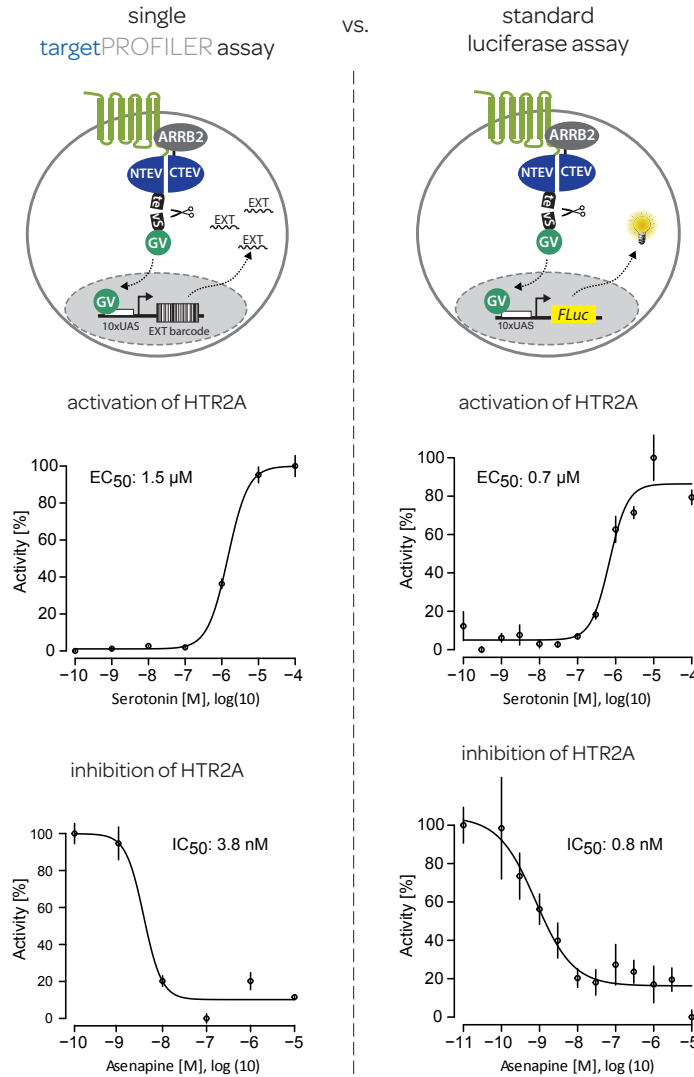 single
targetPROFILER assay
vs.
standard
luciferase assay
ARRB2
NTEV
CTEV
te
vS
GV
EXT
EXT
EXT
GV
10xUAS
EXT barcode
ARRB2
NTEV
CTEV
te
vS
GV
GV
10xUAS
FLuc
activation of HTR2A
EC50: 1.5 µM
Activity [%]
100
80
60
40
20
0
−10 −9 −8 −7 −6 −5 −4
Serotonin [M], log(10)
activation of HTR2A
EC50: 0.7 µM
Activity [%]
100
80
60
40
20
0
−10 −9 −8 −7 −6 −5 −4
Serotonin [M], log(10)
inhibition of HTR2A
IC50: 3.8 nM
Activity [%]
100
80
60
40
20
0
−10 −9 −8 −7 −6 −5
Asenapine [M], log (10)
inhibition of HTR2A
IC50: 0.8 nM
Activity [%]
100
80
60
40
20
0
−11 −10 −9 −8 −7 −6 −5
Asenapine [M], log (10)